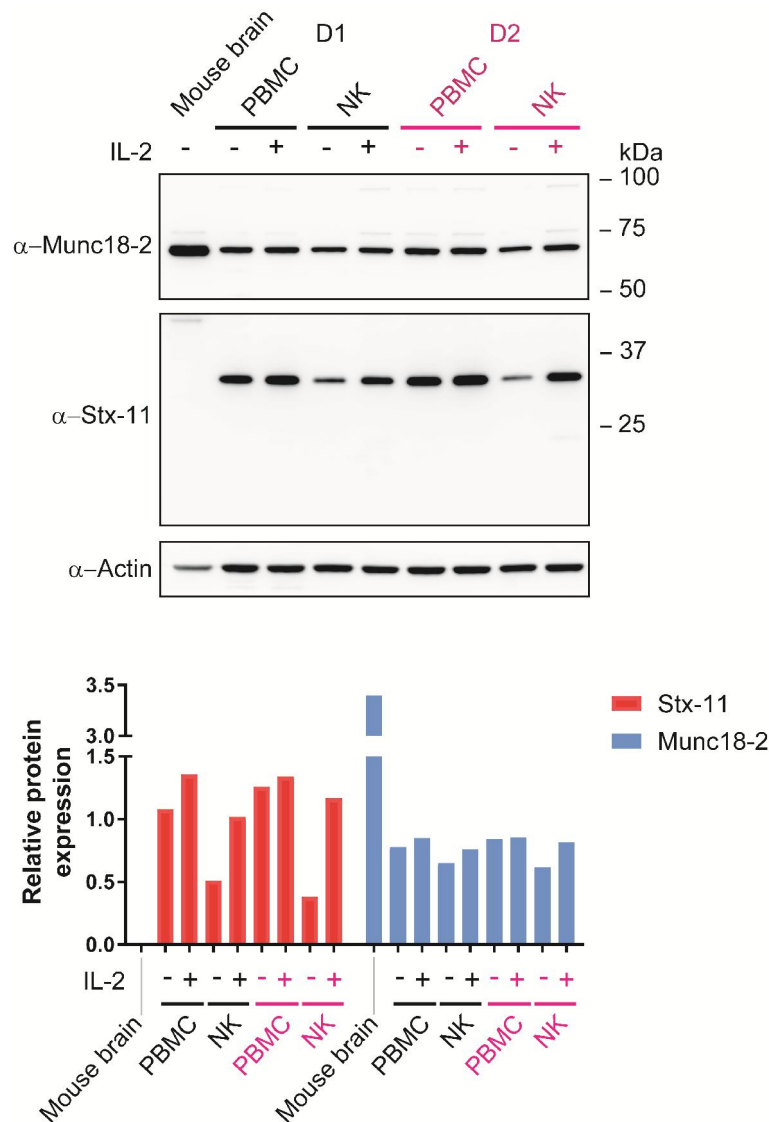 D1 D2
Mouse brain PBMC NK PBMC NK
IL-2 - - + - + - + - + kDa
– 100
– 75
α–Munc18-2
– 50
– 37
α–Stx-11
– 25
α–Actin
3.5
3.0
1.5
1.0
0.5
0.0
Relative protein
expression
Stx-11
Munc18-2
IL-2 - + - + - + - + - + - + - + - +
Mouse brain PBMC NK PBMC NK Mouse brain PBMC NK PBMC NK